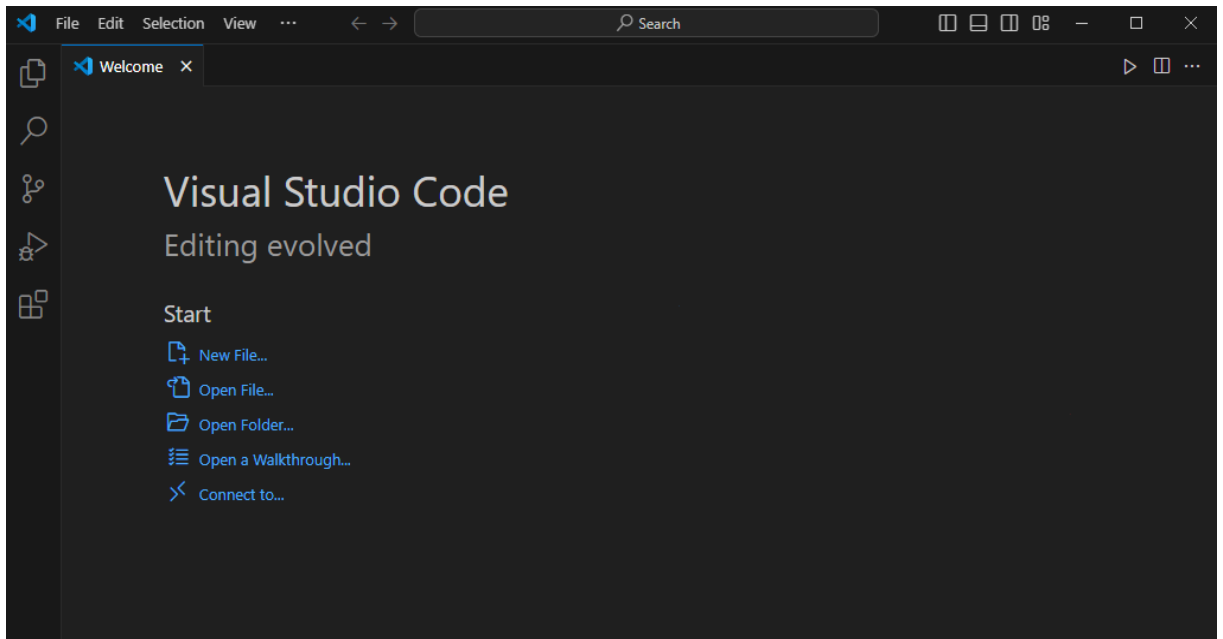 File Edit Selection View ··· Search
Welcome
Visual Studio Code
Editing evolved
Start
New File...
Open File...
Open Folder...
Open a Walkthrough...
Connect to...